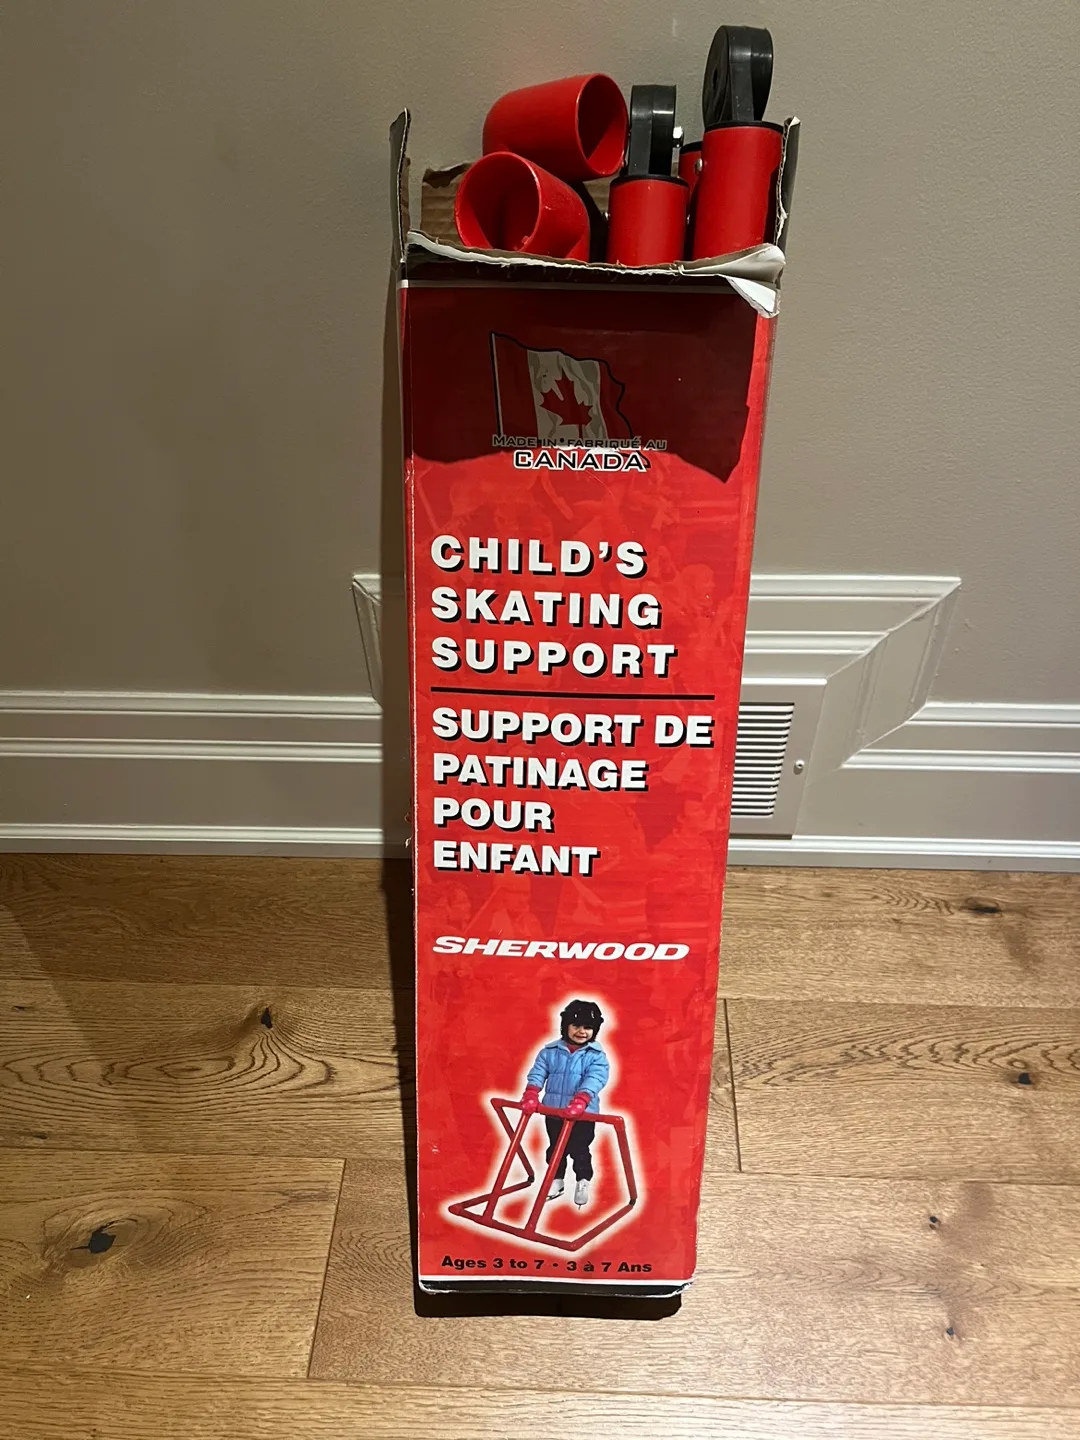 MADE IN • FABRIQUÉ AU
CANADA
CHILD'S
SKATING
SUPPORT
SUPPORT DE
PATINAGE
POUR
ENFANT
SHERWOOD
Ages 3 to 7 • 3 à 7 Ans